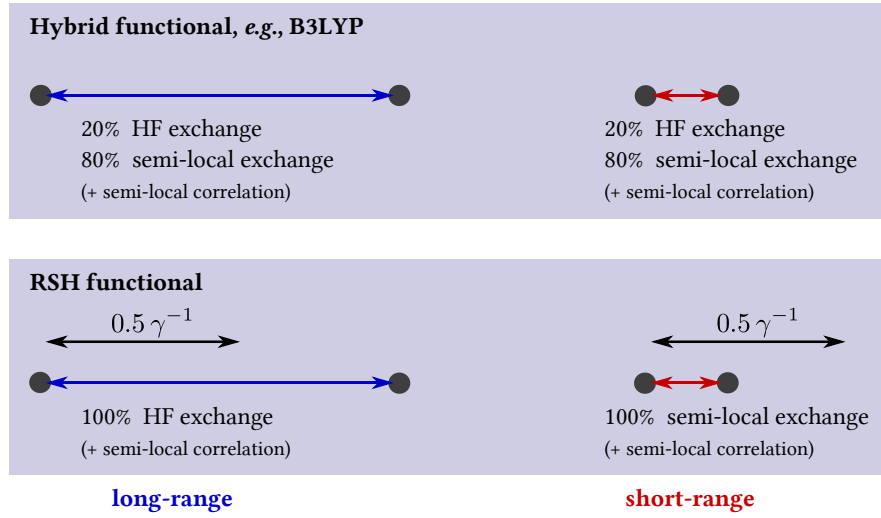 Hybrid functional, e.g., B3LYP
20% HF exchange
80% semi-local exchange
(+ semi-local correlation)
20% HF exchange
80% semi-local exchange
(+ semi-local correlation)
RSH functional
0.5 γ⁻¹
0.5 γ⁻¹
100% HF exchange
(+ semi-local correlation)
100% semi-local exchange
(+ semi-local correlation)
long-range
short-range